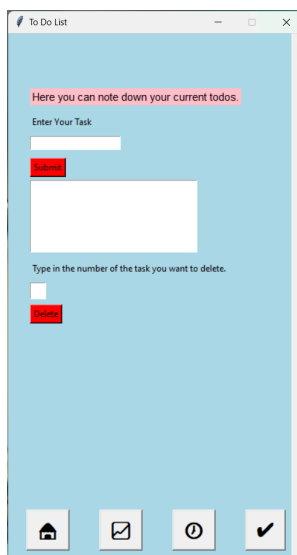 To Do List
Here you can note down your current todos.
Enter Your Task
Submit
Type in the number of the task you want to delete.
Delete